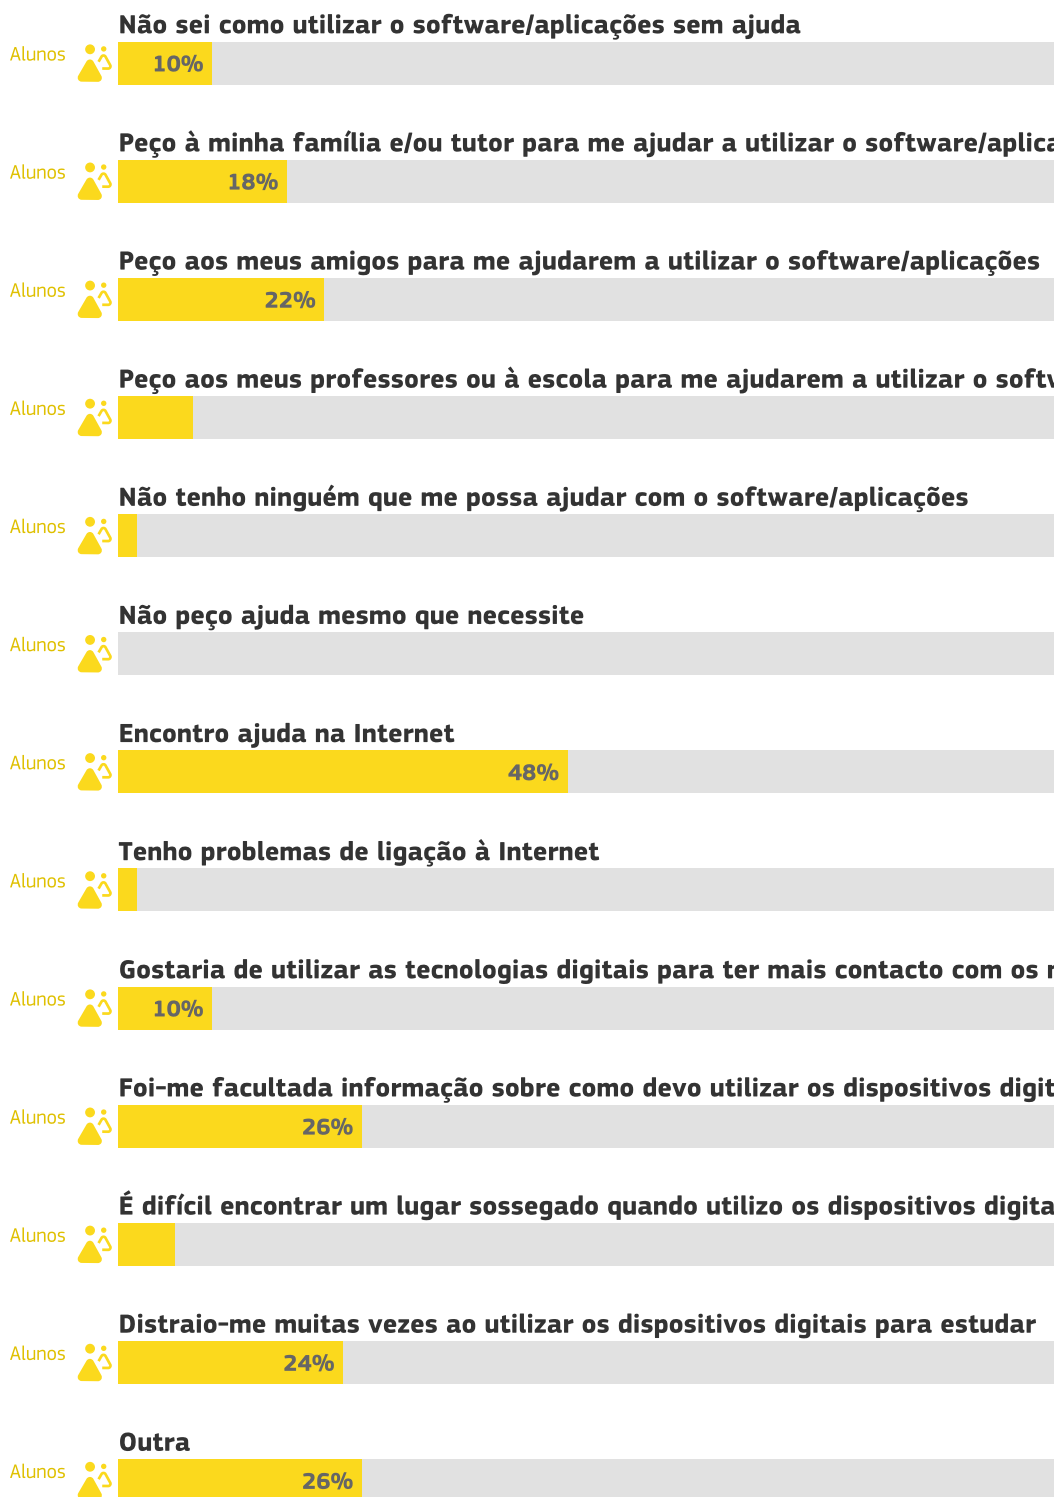 Não sei como utilizar o software/aplicações sem ajuda
Alunos
10%
Peço à minha família e/ou tutor para me ajudar a utilizar o
Alunos
18%
Peço aos meus amigos para me ajudarem a utilizar o software/aplicações
Alunos
22%
Peço aos meus professores ou à escola para me ajudarem a utilizar o
Alunos
Não tenho ninguém que me possa ajudar com o software/aplicações
Alunos
Não peço ajuda mesmo que necessite
Alunos
Encontro ajuda na Internet
Alunos
48%
Tenho problemas de ligação à Internet
Alunos
Gostaria de utilizar as tecnologias digitais para ter mais contacto com os
Alunos
10%
Foi-me facultada informação sobre como devo utilizar os dispositivos
Alunos
26%
É difícil encontrar um lugar sossegado quando utilizo os dispositivos
Alunos
Distraio-me muitas vezes ao utilizar os dispositivos digitais para estudar
Alunos
24%
Outra
Alunos
26%